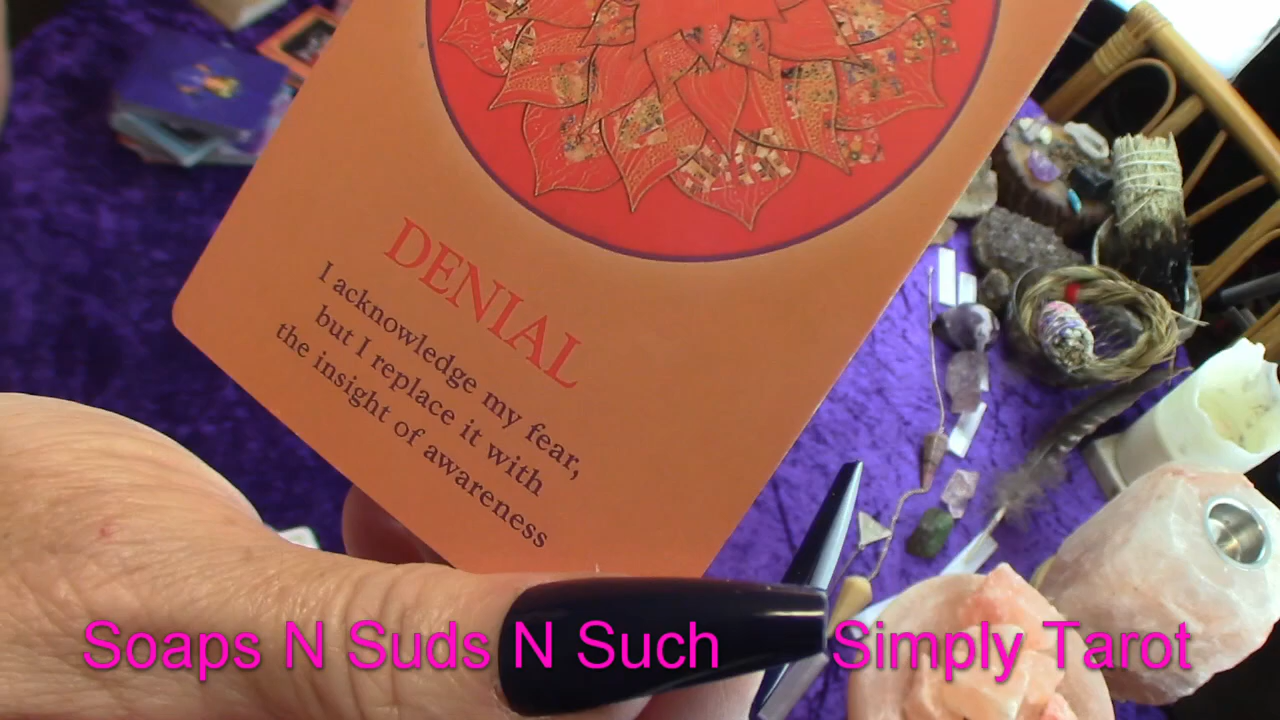 DENIAL
I acknowledge my fear,
but I replace it with
the insight of awareness
Soaps N Suds N Such Simply Tarot